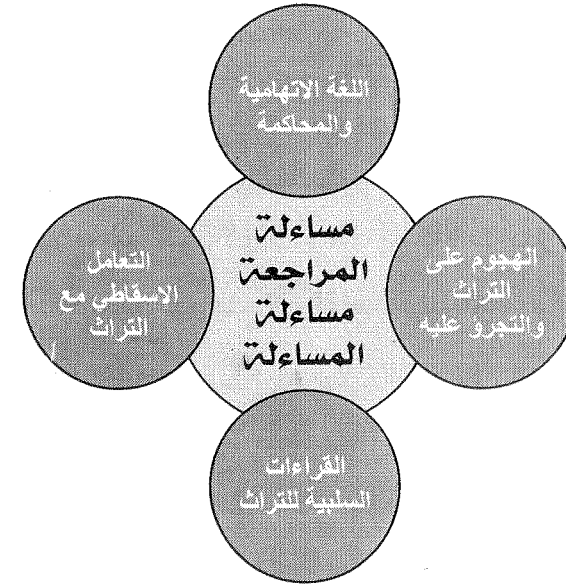 اللغة الاتهامية
والمحاكمة
الهجوم على
التراث
والتجرؤ عليه
مساءلة
المراجعة
مساءلة
المساءلة
التعامل
الاسقاطي مع
التراث
القراءات
السلبية للتراث